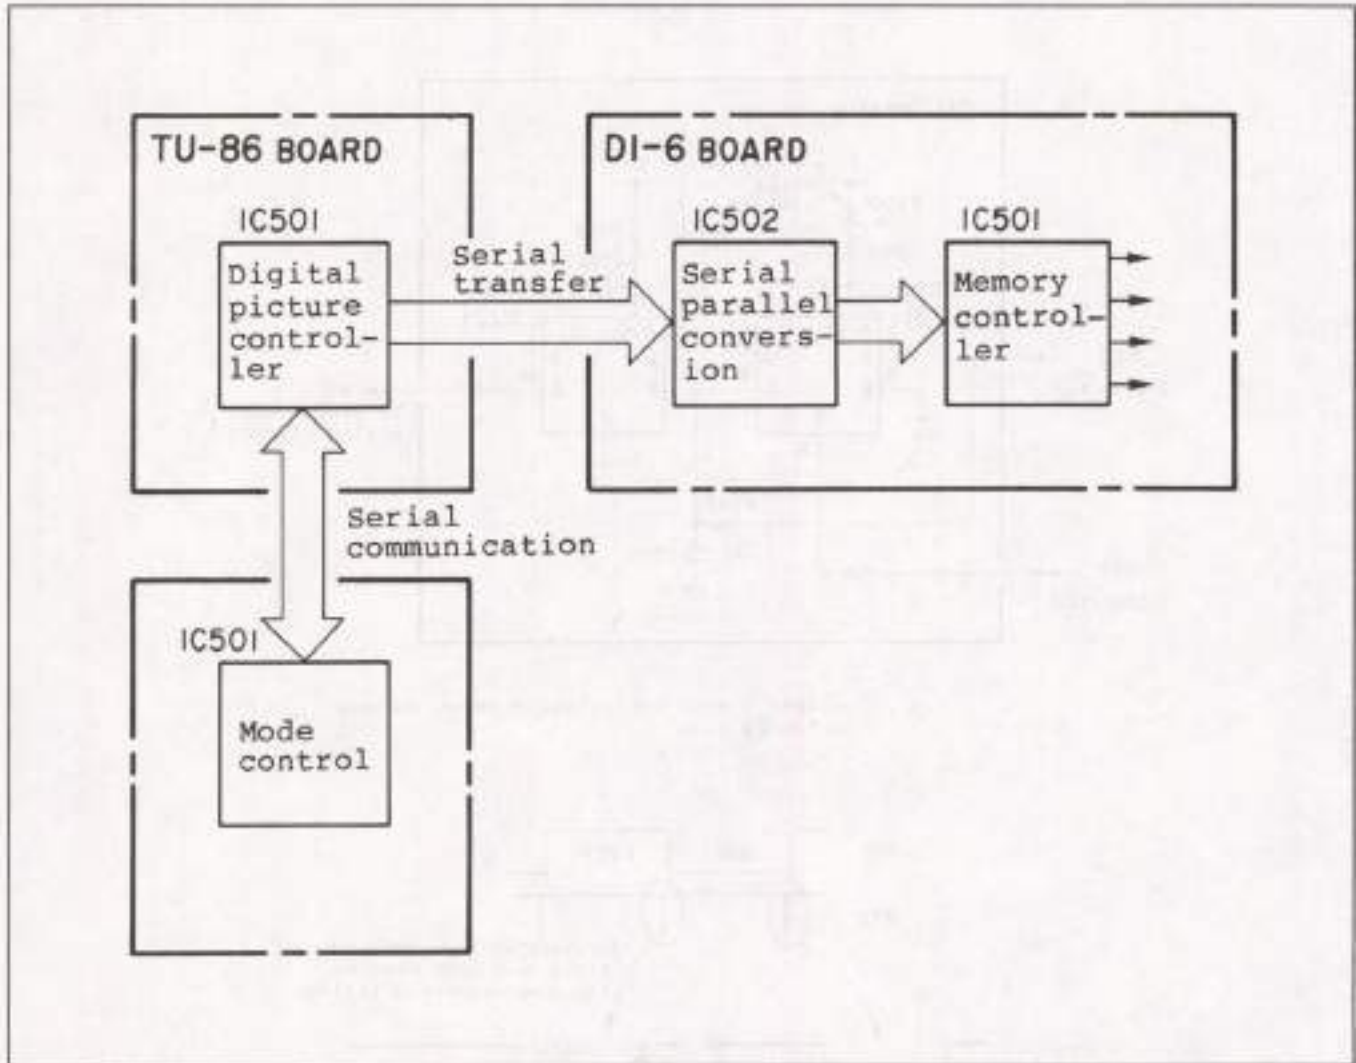 TU-86 BOARD
IC501
Digital
picture
control-
ler
Serial
transfer
DI-6 BOARD
IC502
Serial
parallel
convers-
ion
IC501
Memory
control-
ler
Serial
communication
IC501
Mode
control